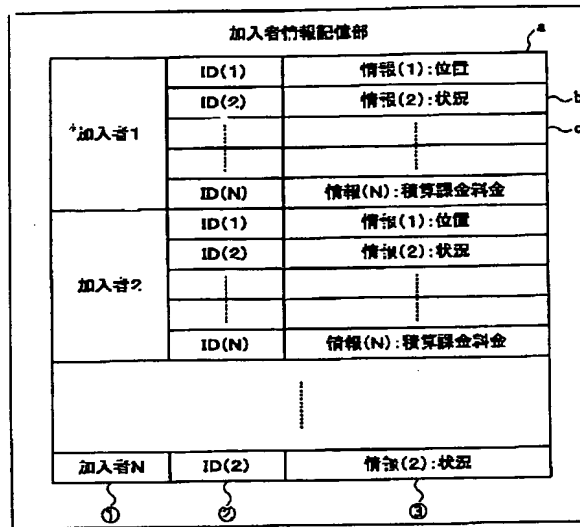 加入者情報記憶部
a
加入者1
ID(1) 情報(1):位置
ID(2) 情報(2):状況
b
c
ID(N) 情報(N):積算課金料金
加入者2
ID(1) 情報(1):位置
ID(2) 情報(2):状況
ID(N) 情報(N):積算課金料金
加入者N ID(2) 情報(2):状況
① ② ③